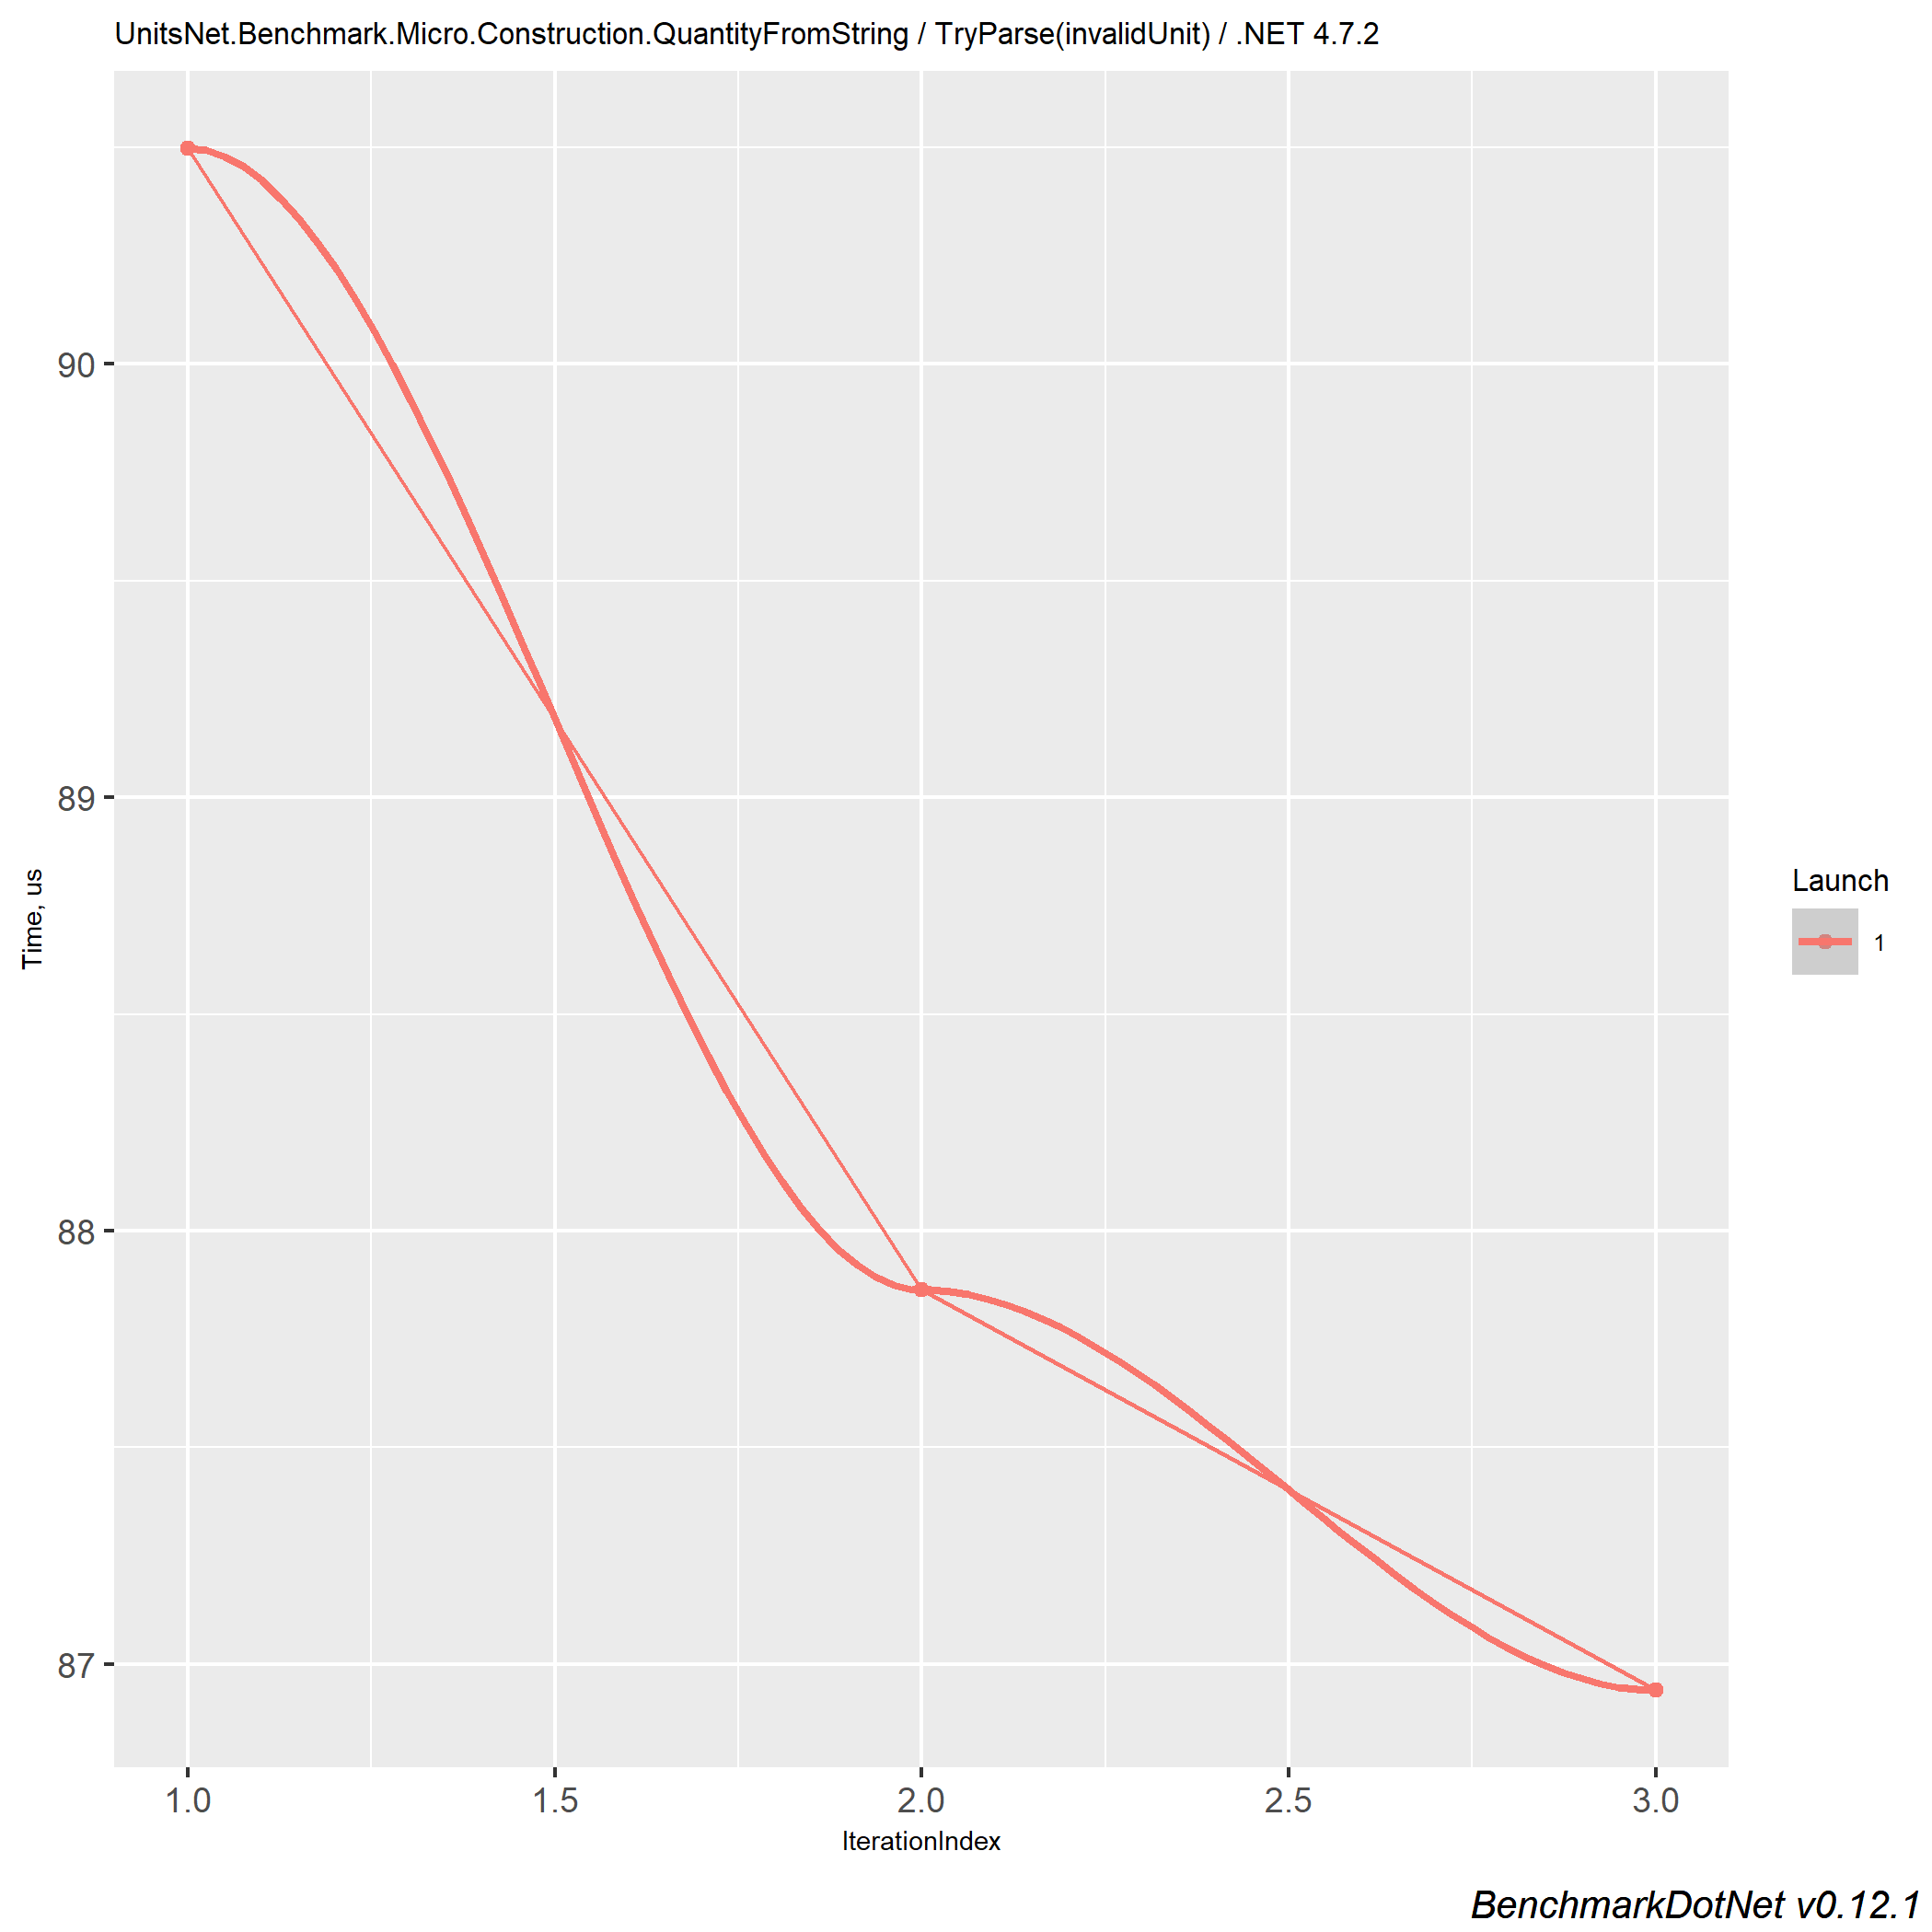 UnitsNet.Benchmark.Micro.Construction.QuantityFromString / TryParse(invalidUnit) / .NET 4.7.2
90
89
88
87
Time, us
1.0 1.5 2.0 2.5 3.0
IterationIndex
Launch
1
BenchmarkDotNet v0.12.1